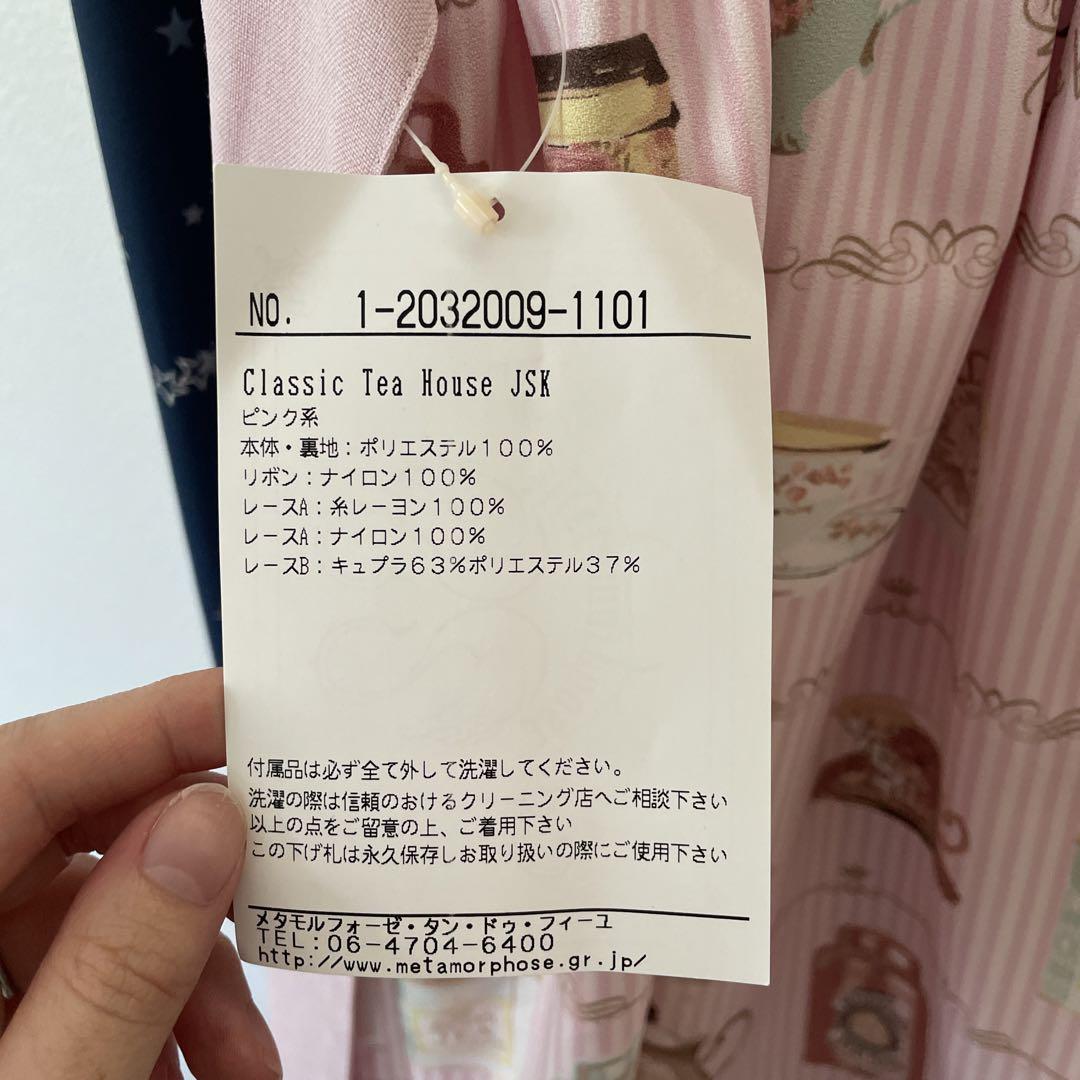 NO. 1-2032009-1101
Classic Tea House JSK
ピンク系
本体・裏地：ポリエステル１００％
リボン：ナイロン１００％
レースA：糸レーヨン１００％
レースA：ナイロン１００％
レースB：キュプラ６３％ポリエステル３７％
付属品は必ず全て外して洗濯してください。
洗濯の際は信頼のおけるクリーニング店へご相談下さい
以上の点をご留意の上、ご着用下さい
この下げ札は永久保存しお取り扱いの際にご使用下さい
メタモルフォーゼ・タン・ドゥ・フィーユ
TEL：06-4704-6400
http://www.metamorphose.gr.jp/